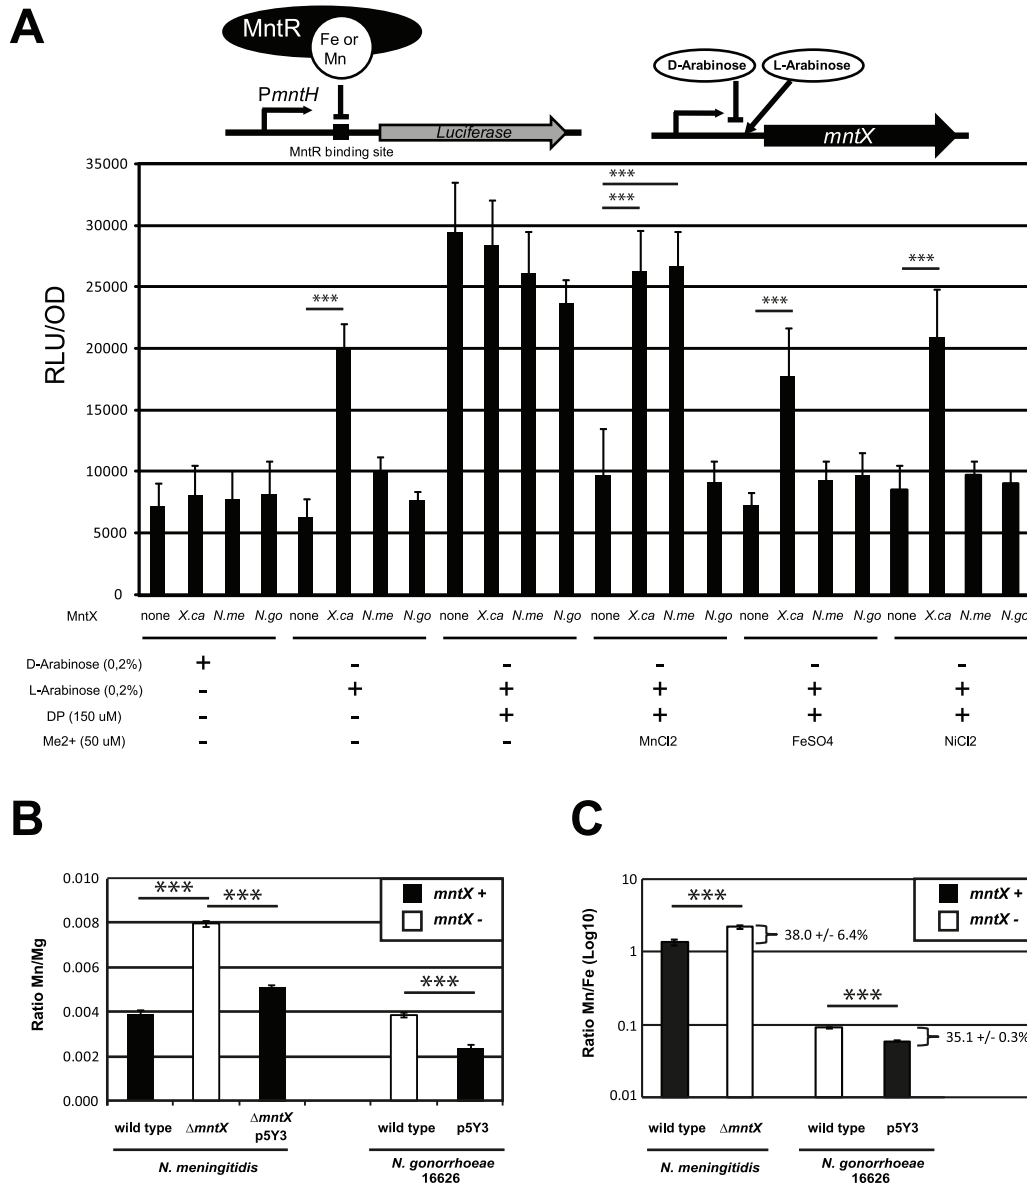 A
MntR
Fe or
Mn
PmntH
Luciferase
MntR binding site
D-Arabinose
L-Arabinose
mntX
RLU/OD
35000
30000
25000
20000
15000
10000
5000
0
***
***
***
***
***
MntX none X.ca N.me N.go none X.ca N.me N.go none X.ca N.me N.go none X.ca N.me N.go none X.ca N.me N.go none X.ca N.me N.go
D-Arabinose (0,2%) + - - - - -
L-Arabinose (0,2%) - + + + + +
DP (150 uM) - - + + + +
Me2+ (50 uM) - - - MnCl2 FeSO4 NiCl2
B
Ratio Mn/Mg
0.010
0.008
0.006
0.004
0.002
0.000
*** ***
***
mntX +
mntX -
wild type ΔmntX ΔmntX wild type p5Y3
p5Y3
N. meningitidis
N. gonorrhoeae
16626
C
Ratio Mn/Fe (Log10)
10
1
0.1
0.01
***
***
mntX +
mntX -
38.0 +/- 6.4%
35.1 +/- 0.3%
wild type ΔmntX wild type p5Y3
N. meningitidis
N. gonorrhoeae
16626